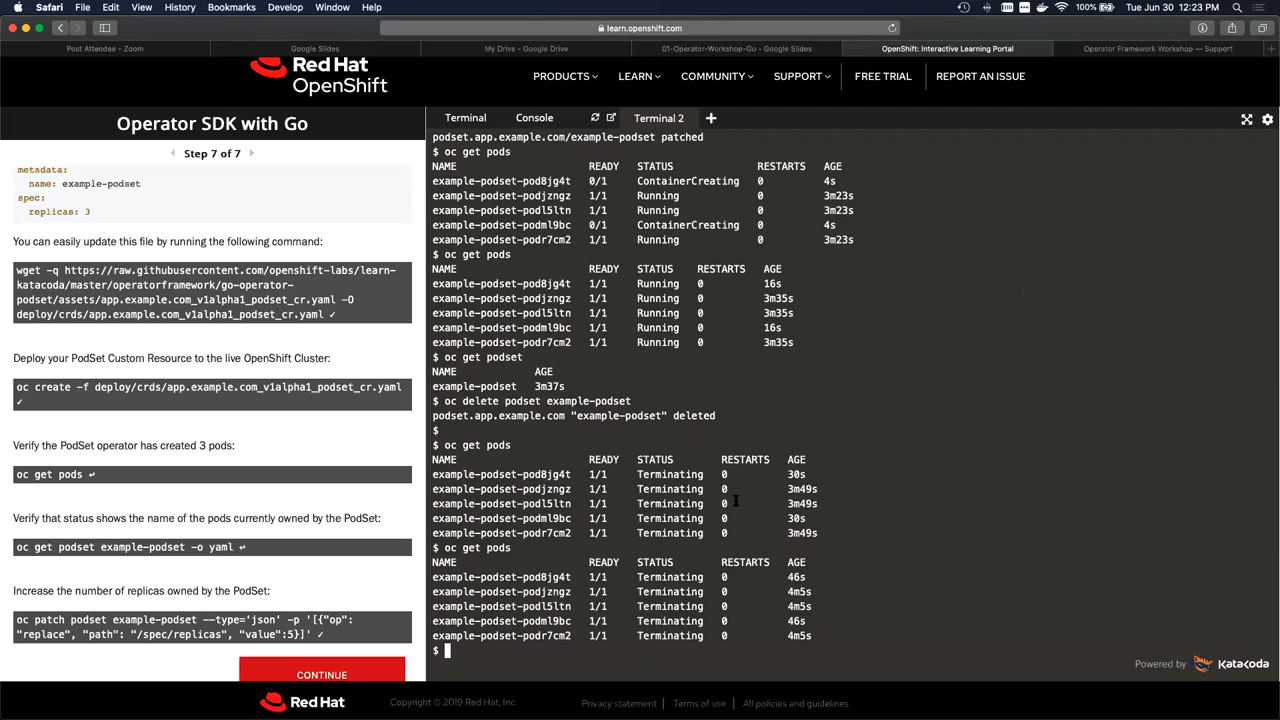 Safari File Edit View History Bookmarks Develop Window Help
100% Tue Jun 30 12:23 PM
learn.openshift.com
Post Attendee - Zoom
Google Slides
My Drive - Google Drive
01-Operator-Workshop-Go - Google Slides
OpenShift: Interactive Learning Portal
Operator Framework Workshop — Support
Red Hat
OpenShift
PRODUCTS LEARN COMMUNITY SUPPORT FREE TRIAL REPORT AN ISSUE
Operator SDK with Go
Step 7 of 7
metadata:
name: example-podset
spec:
replicas: 3
You can easily update this file by running the following command:
wget -q https://raw.githubusercontent.com/openshift-labs/learn-
katacoda/master/operatorframework/go-operator-
podset/assets/app.example.com_v1alpha1_podset_cr.yaml -O
deploy/crds/app.example.com_v1alpha1_podset_cr.yaml ✓
Deploy your PodSet Custom Resource to the live OpenShift Cluster:
oc create -f deploy/crds/app.example.com_v1alpha1_podset_cr.yaml
✓
Verify the PodSet operator has created 3 pods:
oc get pods ↩
Verify that status shows the name of the pods currently owned by the PodSet:
oc get podset example-podset -o yaml ↩
Increase the number of replicas owned by the PodSet:
oc patch podset example-podset --type='json' -p '[{"op":
"replace", "path": "/spec/replicas", "value":5}]' ✓
CONTINUE
Terminal Console Terminal 2 +
podset.app.example.com/example-podset patched
$ oc get pods
NAME READY STATUS RESTARTS AGE
example-podset-pod8jg4t 0/1 ContainerCreating 0 4s
example-podset-podjzngz 1/1 Running 0 3m23s
example-podset-podl5ltn 1/1 Running 0 3m23s
example-podset-podml9bc 0/1 ContainerCreating 0 4s
example-podset-podr7cm2 1/1 Running 0 3m23s
$ oc get pods
NAME READY STATUS RESTARTS AGE
example-podset-pod8jg4t 1/1 Running 0 16s
example-podset-podjzngz 1/1 Running 0 3m35s
example-podset-podl5ltn 1/1 Running 0 3m35s
example-podset-podml9bc 1/1 Running 0 16s
example-podset-podr7cm2 1/1 Running 0 3m35s
$ oc get podset
NAME AGE
example-podset 3m37s
$ oc delete podset example-podset
podset.app.example.com "example-podset" deleted
$
$ oc get pods
NAME READY STATUS RESTARTS AGE
example-podset-pod8jg4t 1/1 Terminating 0 30s
example-podset-podjzngz 1/1 Terminating 0 3m49s
example-podset-podl5ltn 1/1 Terminating 0 3m49s
example-podset-podml9bc 1/1 Terminating 0 30s
example-podset-podr7cm2 1/1 Terminating 0 3m49s
$ oc get pods
NAME READY STATUS RESTARTS AGE
example-podset-pod8jg4t 1/1 Terminating 0 46s
example-podset-podjzngz 1/1 Terminating 0 4m5s
example-podset-podl5ltn 1/1 Terminating 0 4m5s
example-podset-podml9bc 1/1 Terminating 0 46s
example-podset-podr7cm2 1/1 Terminating 0 4m5s
$
Powered by Katacoda
Red Hat
Copyright © 2019 Red Hat, Inc.
Privacy statement
Terms of use
All policies and guidelines